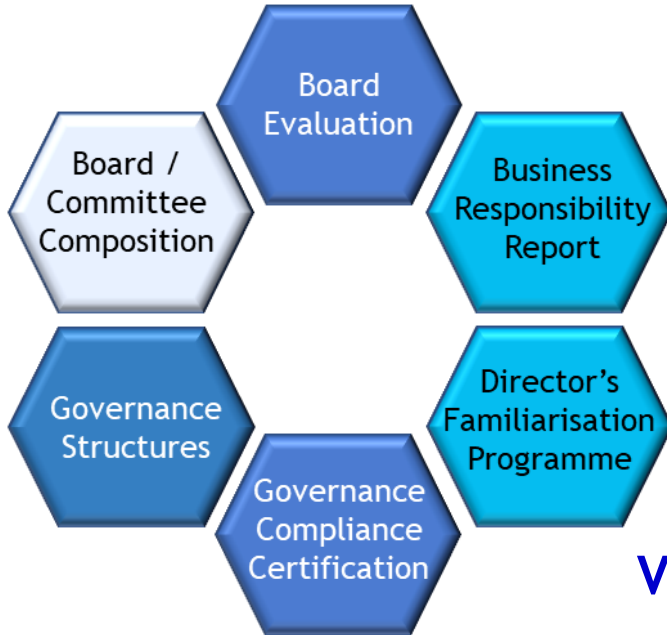 Board
Evaluation
Board /
Committee
Composition
Business
Responsibility
Report
Governance
Structures
Director's
Familiarisation
Programme
Governance
Compliance
Certification
V